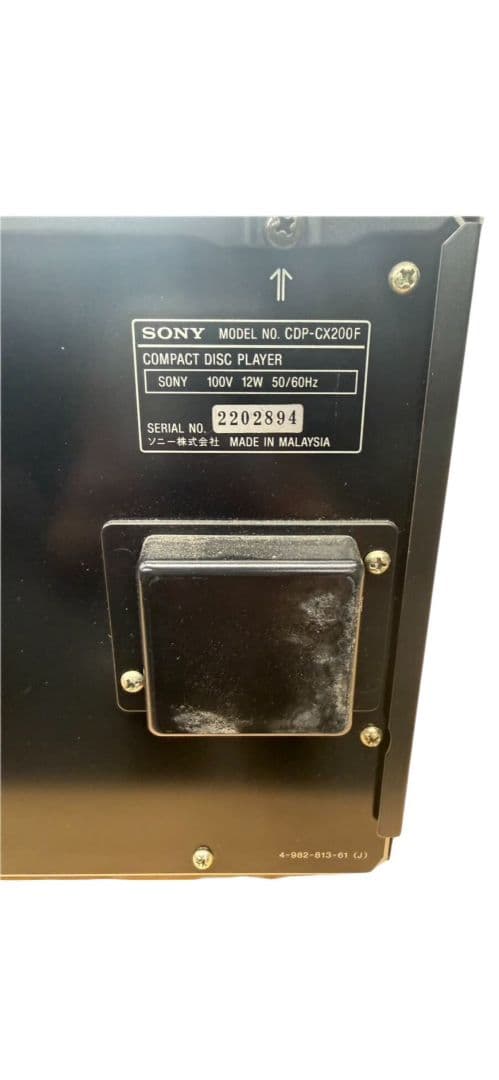 SONY MODEL NO. CDP-CX200F
COMPACT DISC PLAYER
SONY 100V 12W 50/60Hz
SERIAL NO. 2202894
ソニー株式会社 MADE IN MALAYSIA
4-982-813-61 (J)